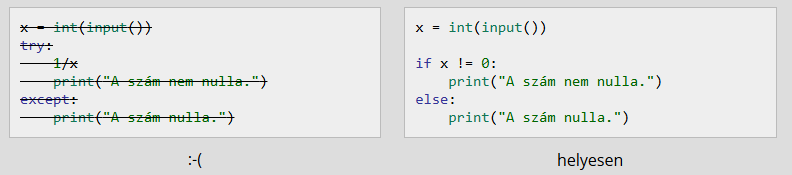 x = int(input())
try:
    1/x
    print("A szám nem nulla.")
except:
    print("A szám nulla.")
:-(
x = int(input())
if x != 0:
    print("A szám nem nulla.")
else:
    print("A szám nulla.")
helyesen